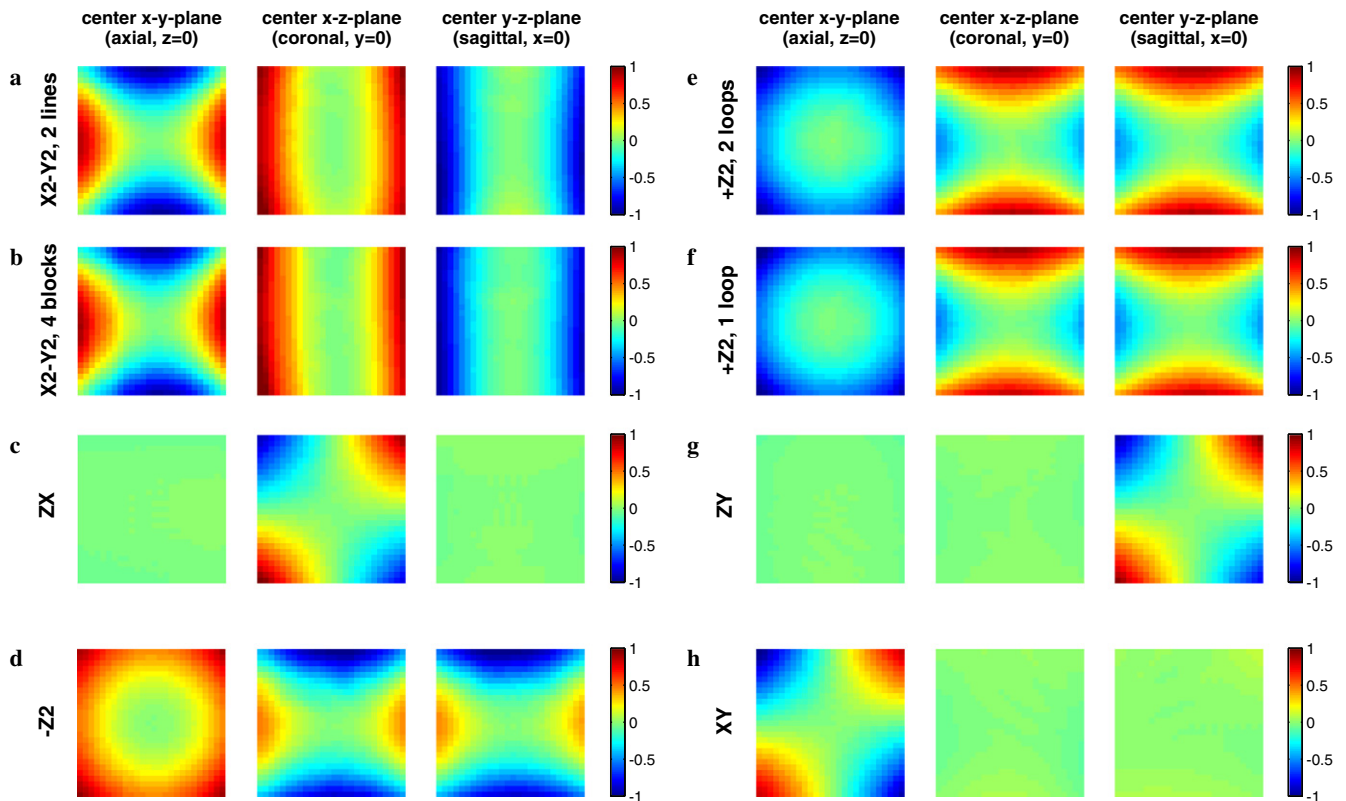 center x-y-plane
(axial, z=0)
center x-z-plane
(coronal, y=0)
center y-z-plane
(sagittal, x=0)
center x-y-plane
(axial, z=0)
center x-z-plane
(coronal, y=0)
center y-z-plane
(sagittal, x=0)
a
X2-Y2, 2 lines
1
0.5
0
-0.5
-1
e
+Z2, 2 loops
1
0.5
0
-0.5
-1
b
X2-Y2, 4 blocks
1
0.5
0
-0.5
-1
f
+Z2, 1 loop
1
0.5
0
-0.5
-1
c
ZX
1
0.5
0
-0.5
-1
g
ZY
1
0.5
0
-0.5
-1
d
-Z2
1
0.5
0
-0.5
-1
h
XY
1
0.5
0
-0.5
-1